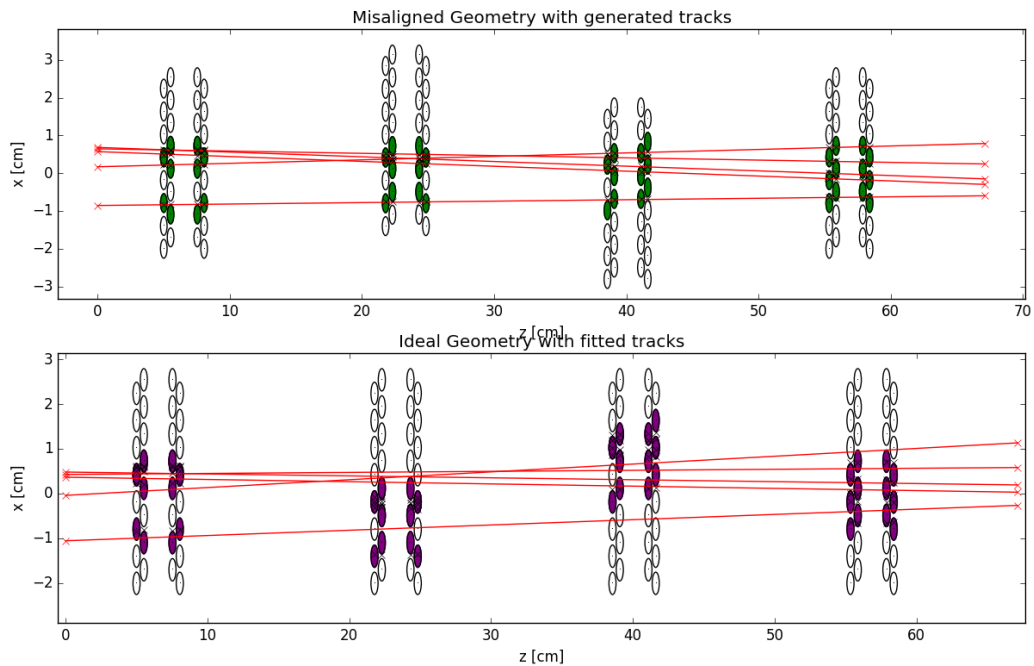 Misaligned Geometry with generated tracks
x [cm]
3
2
1
0
−1
−2
−3
0 10 20 30 40 50 60 70
z [cm]
Ideal Geometry with fitted tracks
x [cm]
3
2
1
0
−1
−2
0 10 20 30 40 50 60
z [cm]